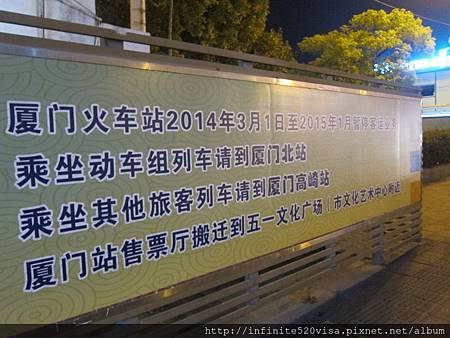 厦门火车站2014年3月1日至2015年1月暂停客运业务
乘坐动车组列车请到厦门北站
乘坐其他旅客列车请到厦门高崎站
厦门站售票厅搬迁到五一文化广场(市文化艺术中心附近
http://infinite520visa.pixnet.net/album